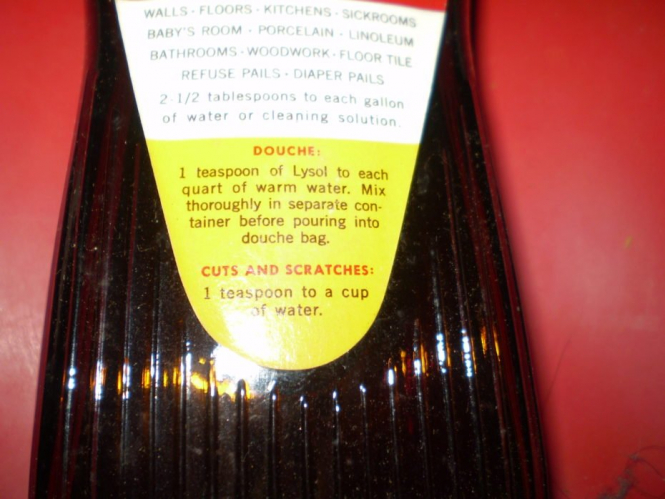 WALLS · FLOORS · KITCHENS · SICKROOMS
BABY'S ROOM · PORCELAIN · LINOLEUM
BATHROOMS · WOODWORK · FLOOR TILE
REFUSE PAILS · DIAPER PAILS
2-1/2 tablespoons to each gallon
of water or cleaning solution.
DOUCHE:
1 teaspoon of Lysol to each
quart of warm water. Mix
thoroughly in separate con-
tainer before pouring into
douche bag.
CUTS AND SCRATCHES:
1 teaspoon to a cup
of water.